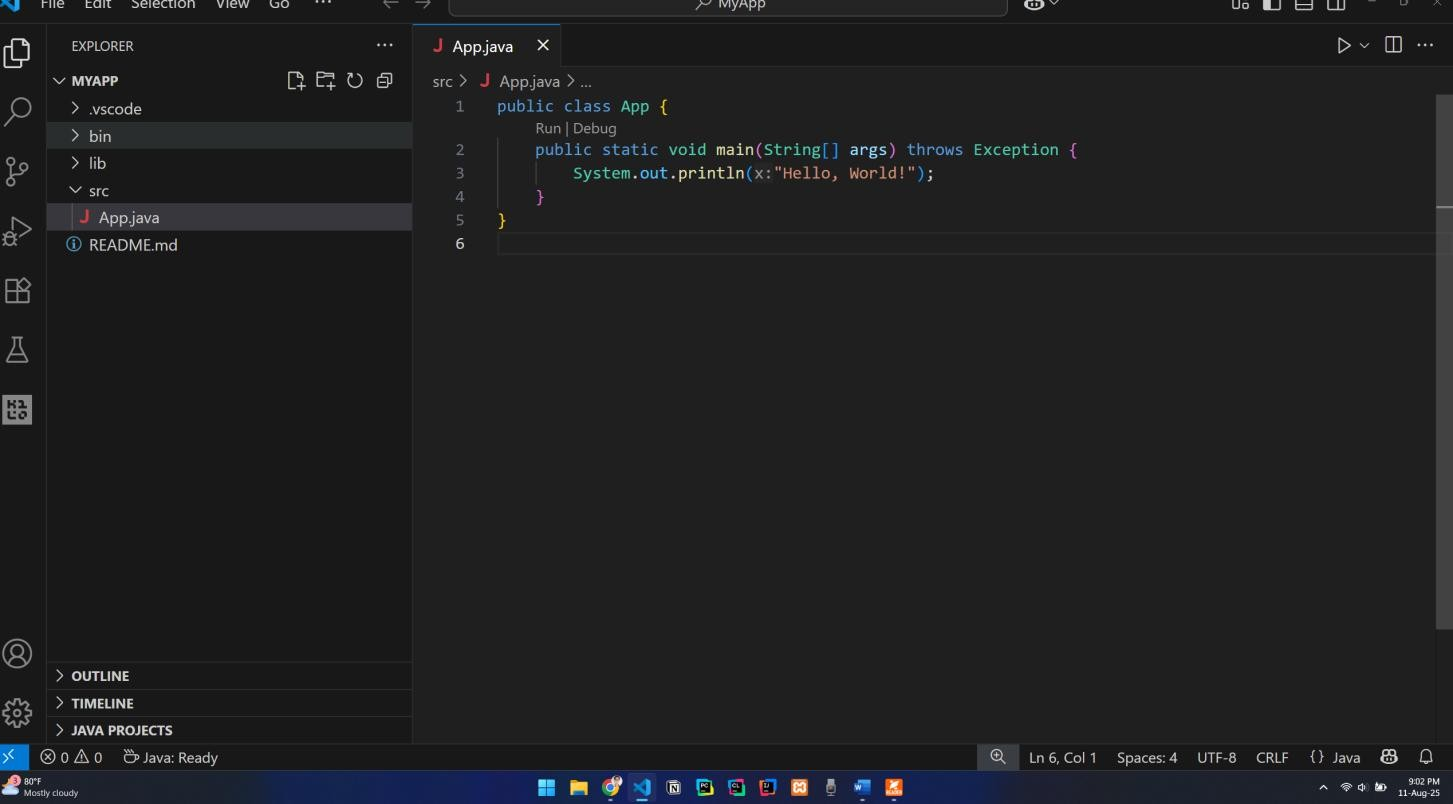 File Edit Selection View Go ...
MyApp
EXPLORER ...
MYAPP
.vscode
bin
lib
src
J App.java
README.md
OUTLINE
TIMELINE
JAVA PROJECTS
J App.java
src > J App.java > ...
1 public class App {
Run | Debug
2 public static void main(String[] args) throws Exception {
3 System.out.println(x:"Hello, World!");
4 }
5 }
6
0 0 Java: Ready
Ln 6, Col 1 Spaces: 4 UTF-8 CRLF {} Java
3 80°F
Mostly cloudy
9:02 PM
11-Aug-25